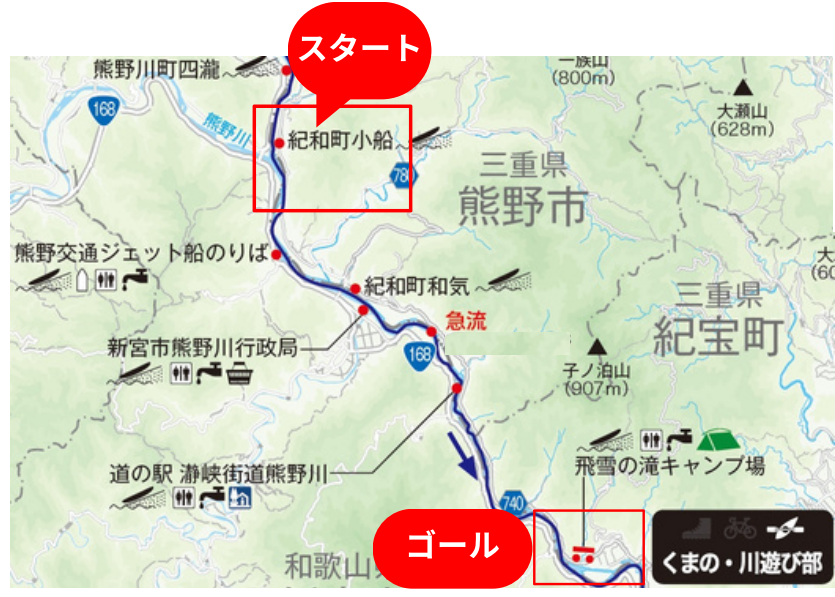 スタート
熊野川町四瀧
一族山
(800m)
168
大瀬山
(628m)
熊野川
紀和町小船
780
三重県
熊野市
熊野交通ジェット船のりば
紀和町和気
三重県
紀宝町
急流
新宮市熊野川行政局
168
子ノ泊山
(907m)
飛雪の滝キャンプ場
道の駅 瀞峡街道熊野川
740
ゴール
和歌山
くまの・川遊び部